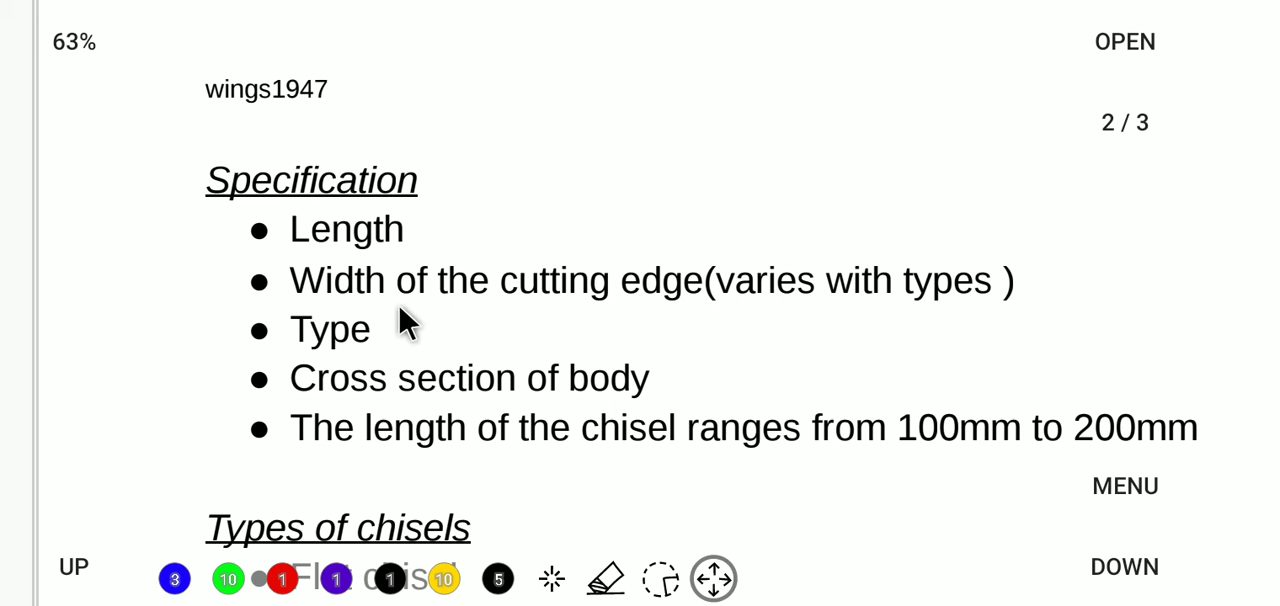 63%
OPEN
wings1947
2 / 3
Specification
● Length
● Width of the cutting edge(varies with types )
● Type
● Cross section of body
● The length of the chisel ranges from 100mm to 200mm
MENU
Types of chisels
UP
● Flat chisel
3 10 1 1 1 10 5
DOWN